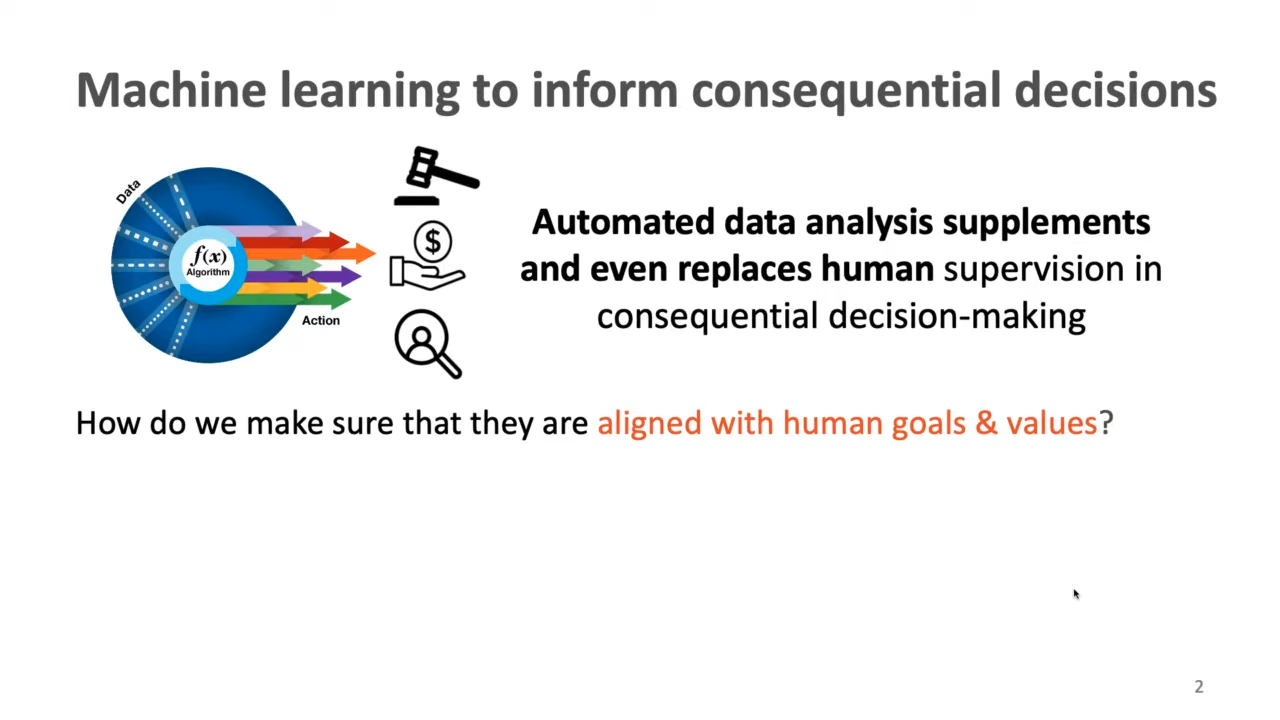 Machine learning to inform consequential decisions
Data
f(x)
Algorithm
Action
$
Automated data analysis supplements
and even replaces human supervision in
consequential decision-making
How do we make sure that they are aligned with human goals & values?
2